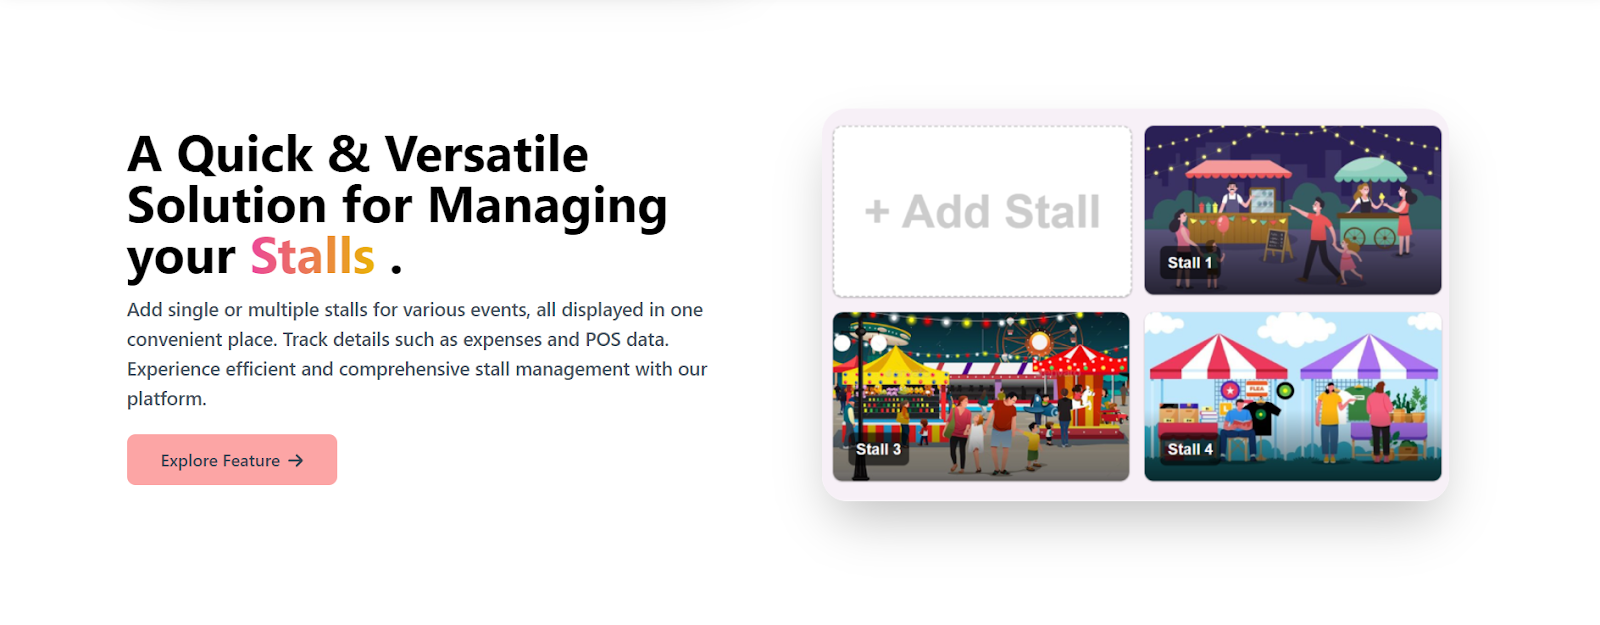 A Quick & Versatile
Solution for Managing
your Stalls .
Add single or multiple stalls for various events, all displayed in one
convenient place. Track details such as expenses and POS data.
Experience efficient and comprehensive stall management with our
platform.
Explore Feature →
+ Add Stall
Stall 1
Stall 3
FLEA
Stall 4